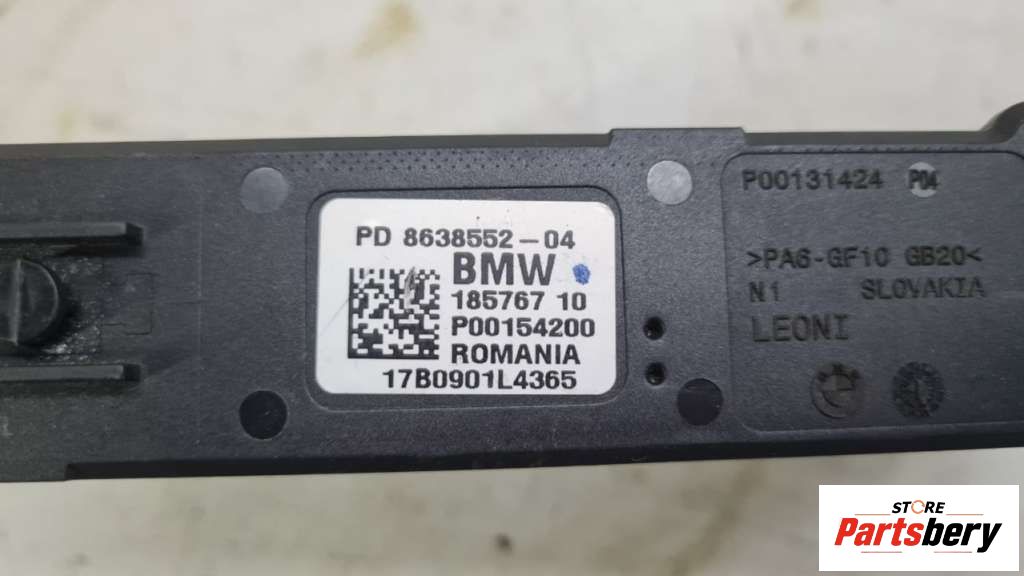 PD 8638552-04
BMW
185767 10
P00154200
ROMANIA
17B0901L4365
P00131424 P04
>PA6-GF10 GB20<
N1 SLOVAKIA
LEONI
STORE
Partsbery